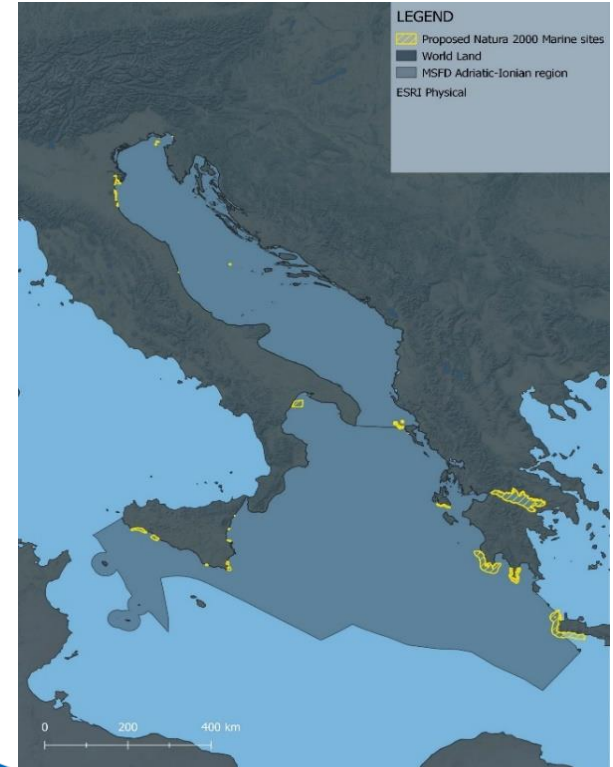 LEGEND
Proposed Natura 2000 Marine sites
World Land
MSFD Adriatic-Ionian region
ESRI Physical
0 200 400 km